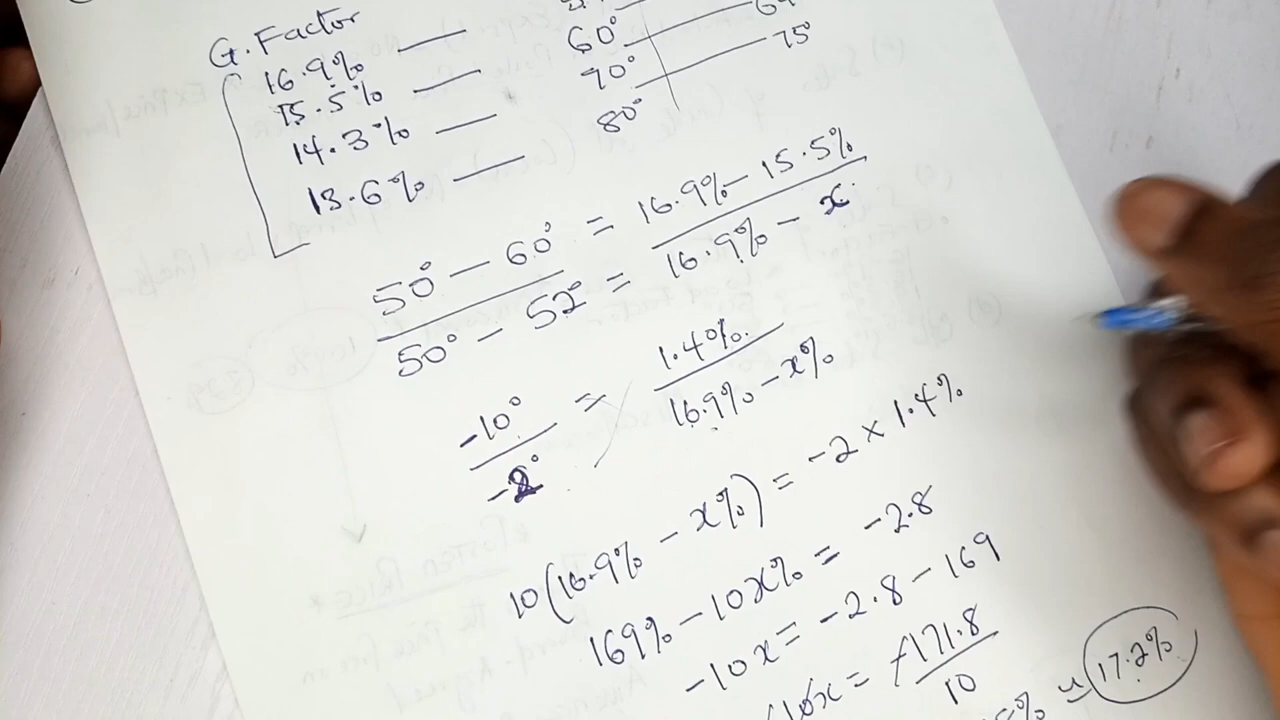 G. Factor
16.9% —
15.5% —
14.3% —
13.6% —
60°
70° 75°
80°
50° - 60° = 16.9% - 15.5%
50° - 52° = 16.9% - x
-10° = 1.4%
-2° 16.9% - x%
10(16.9% - x%) = -2 × 1.4%
169% - 10x% = -2.8
-10x = -2.8 - 169
10x = -171.8
10
17.2%